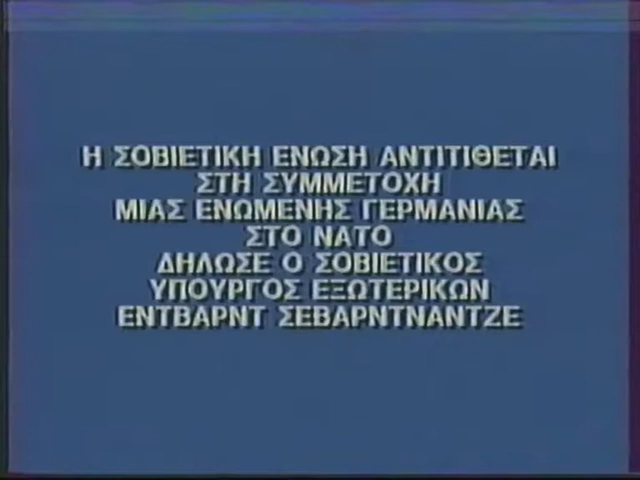 Η ΣΟΒΙΕΤΙΚΗ ΕΝΩΣΗ ΑΝΤΙΤΙΘΕΤΑΙ
ΣΤΗ ΣΥΜΜΕΤΟΧΗ
ΜΙΑΣ ΕΝΩΜΕΝΗΣ ΓΕΡΜΑΝΙΑΣ
ΣΤΟ ΝΑΤΟ
ΔΗΛΩΣΕ Ο ΣΟΒΙΕΤΙΚΟΣ
ΥΠΟΥΡΓΟΣ ΕΞΩΤΕΡΙΚΩΝ
ΕΝΤΒΑΡΝΤ ΣΕΒΑΡΝΤΝΑΝΤΖΕ